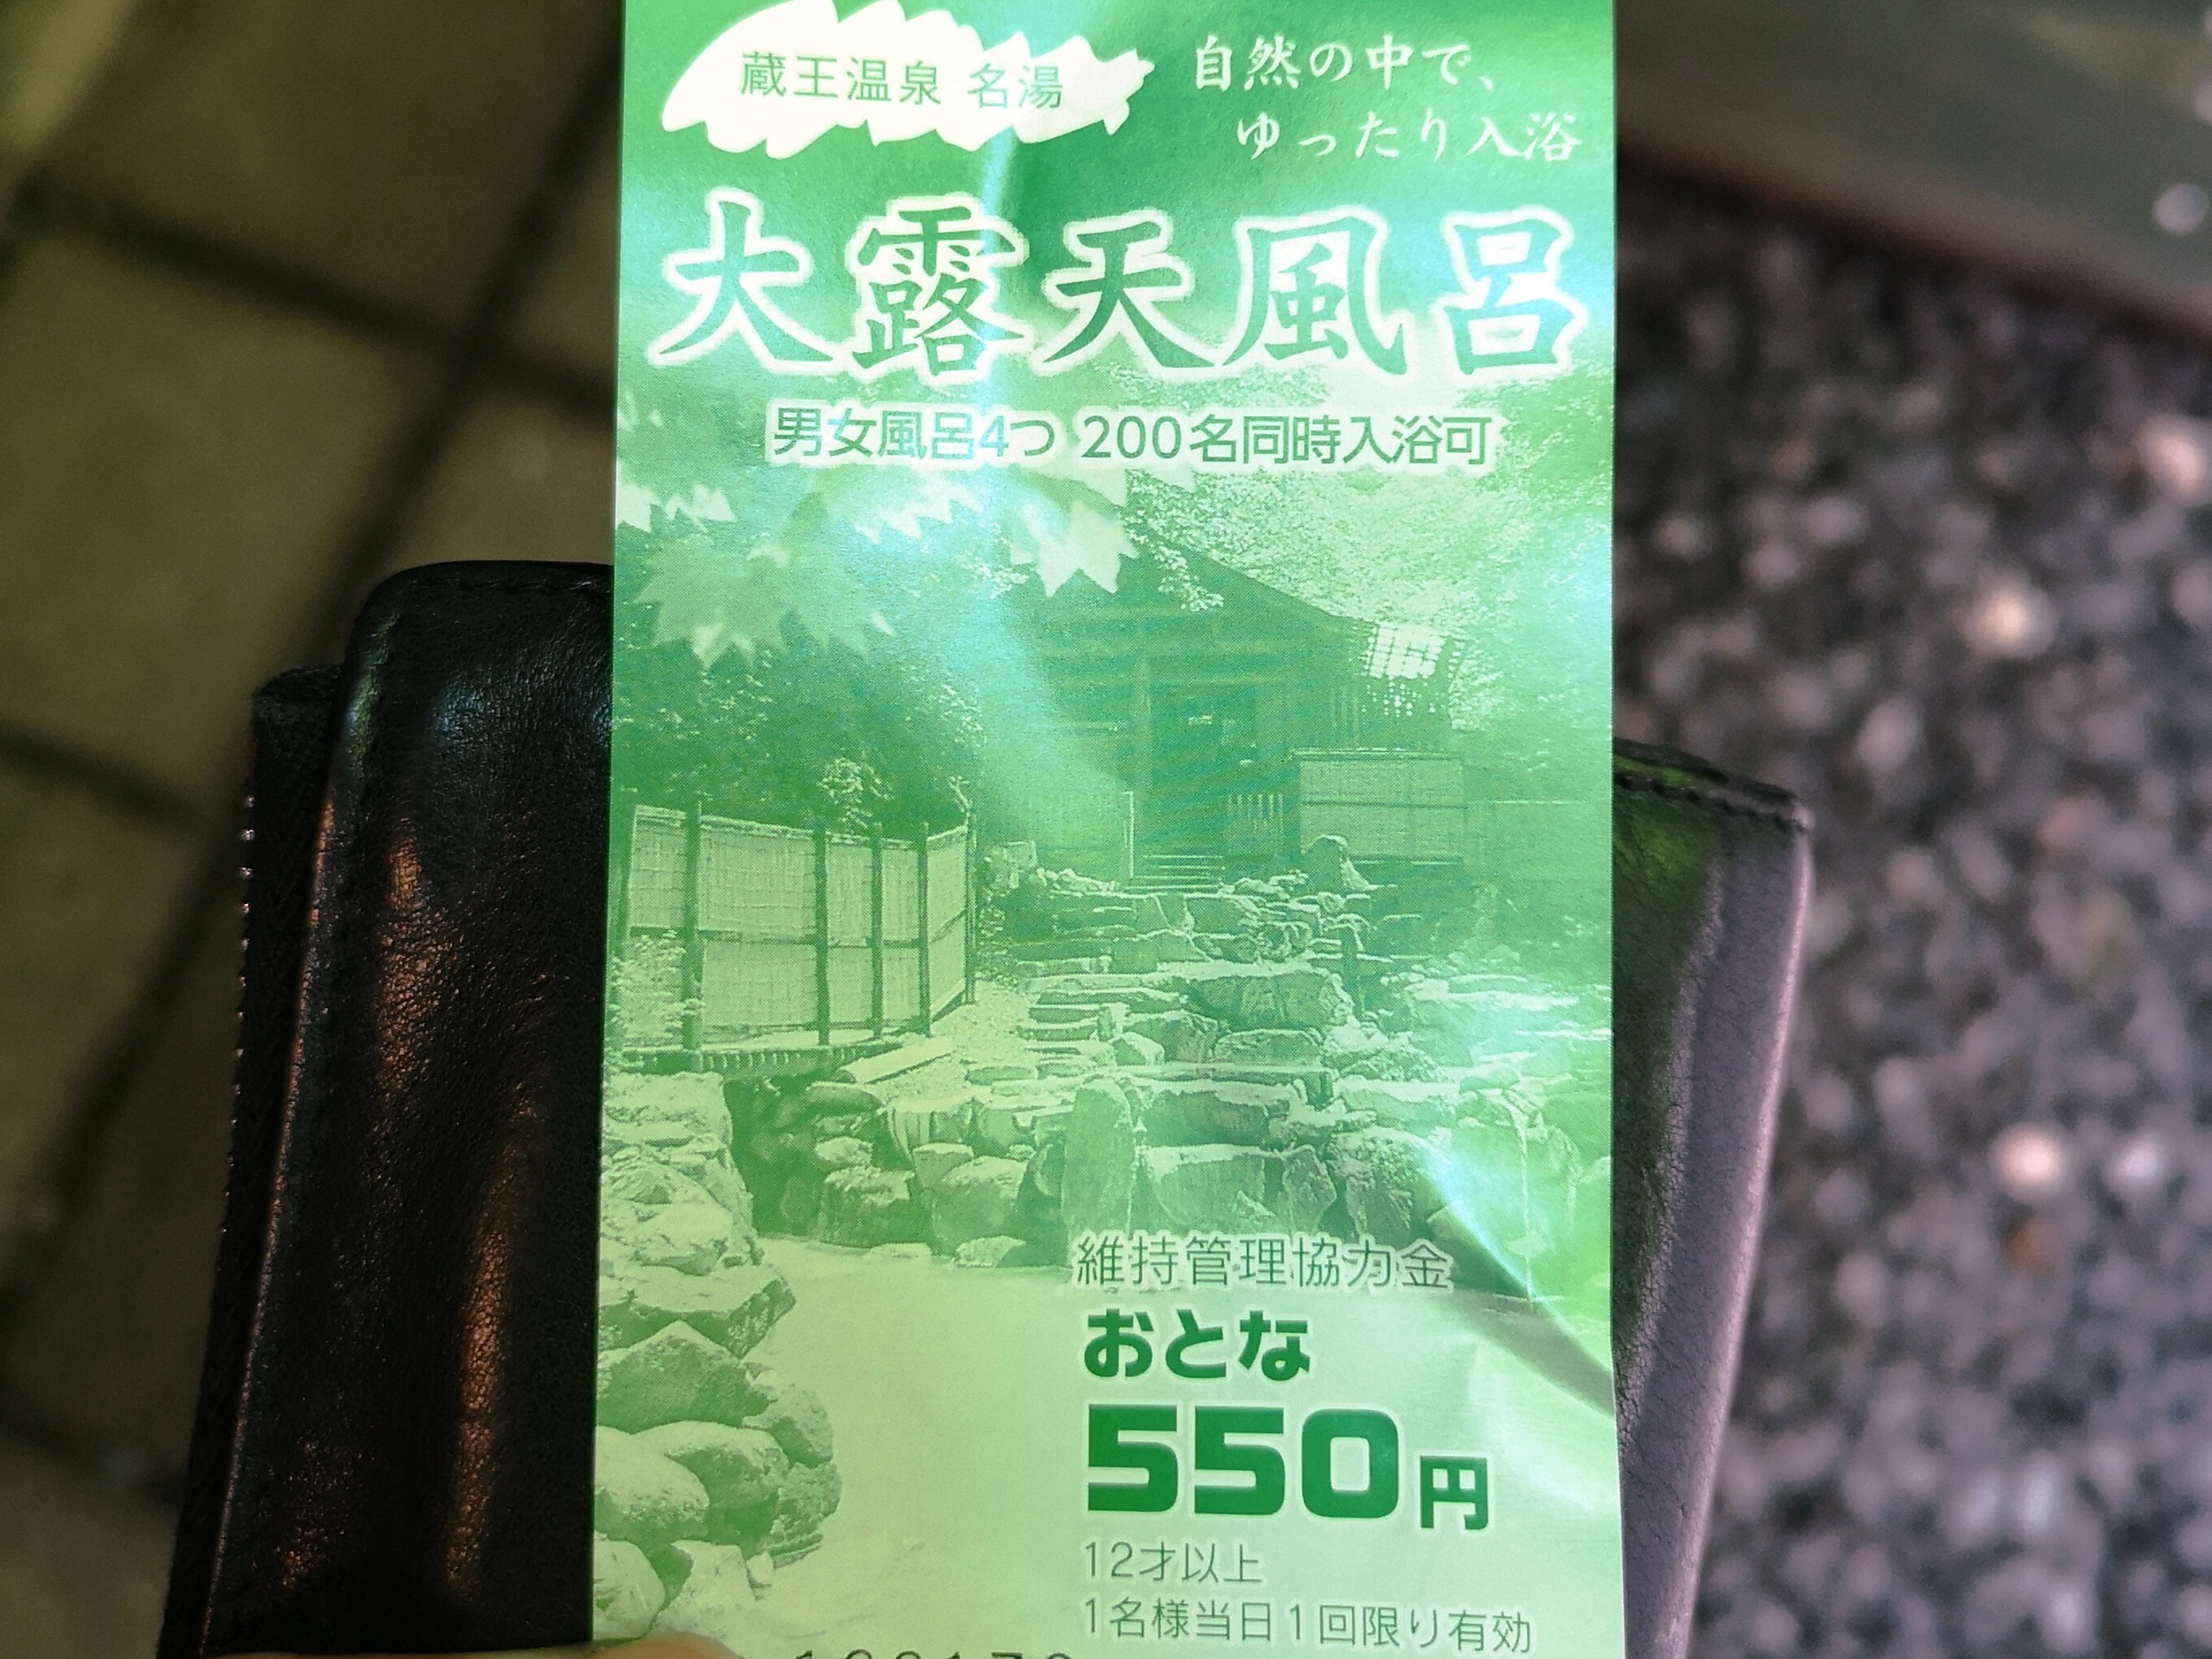 蔵王温泉 名湯
自然の中で、
ゆったり入浴
大露天風呂
男女風呂4つ 200名同時入浴可
維持管理協力金
おとな
550円
12才以上
1名様当日1回限り有効